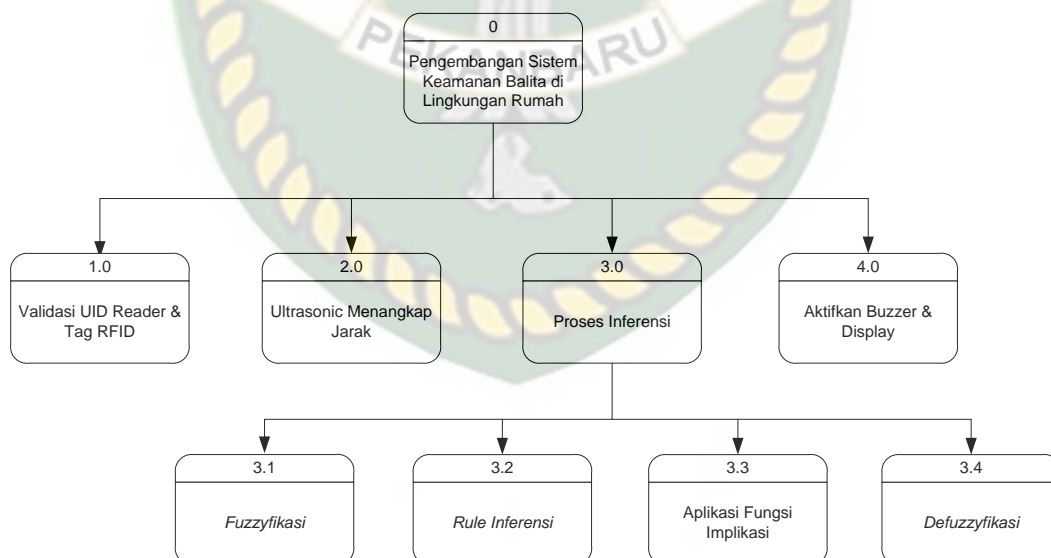 0
PEKANBARU
Pengembangan Sistem
Keamanan Balita di
Lingkungan Rumah
1.0
Validasi UID Reader &
Tag RFID
2.0
Ultrasonic Menangkap
Jarak
3.0
Proses Inferensi
4.0
Aktifkan Buzzer &
Display
3.1
Fuzzyfikasi
3.2
Rule Inferensi
3.3
Aplikasi Fungsi
Implikasi
3.4
Defuzzyfikasi